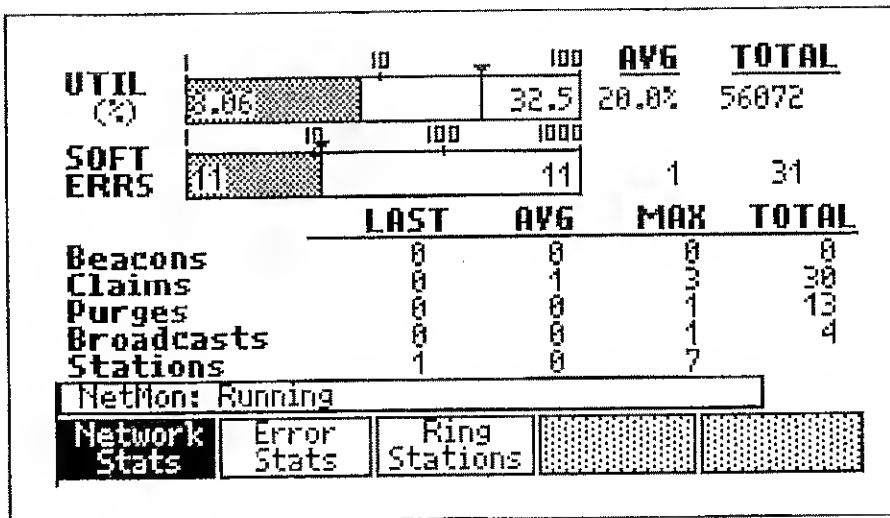 1 10 100 AVG TOTAL
UTIL (%) 8.06 32.5 20.0% 56072
1 10 100 1000
SOFT ERRS 11 11 1 31
LAST AVG MAX TOTAL
Beacons 0 0 0 0
Claims 0 1 3 30
Purges 0 0 1 13
Broadcasts 0 0 1 4
Stations 1 0 7
NetMon: Running
Network Stats Error Stats Ring Stations